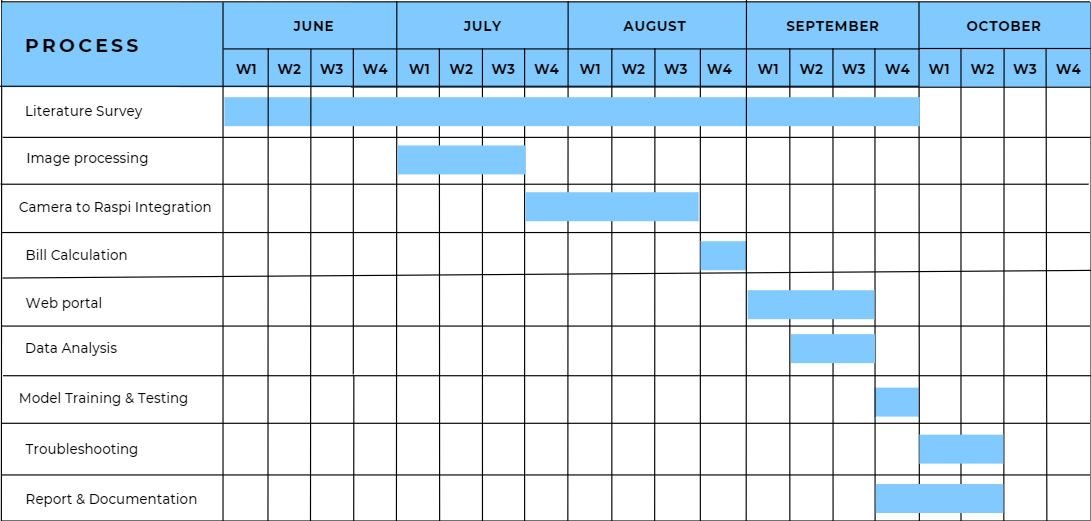 PROCESS
JUNE JULY AUGUST SEPTEMBER OCTOBER
W1 W2 W3 W4 W1 W2 W3 W4 W1 W2 W3 W4 W1 W2 W3 W4 W1 W2 W3 W4
Literature Survey
Image processing
Camera to Raspi Integration
Bill Calculation
Web portal
Data Analysis
Model Training & Testing
Troubleshooting
Report & Documentation